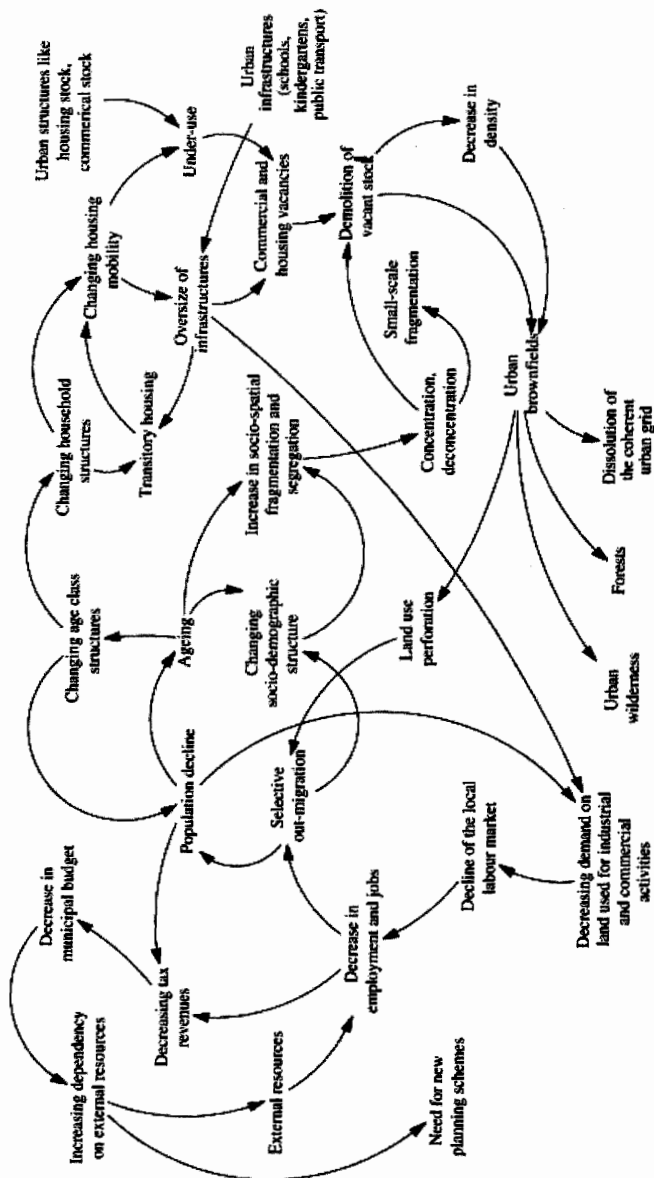 Increasing dependency
on external resources
Decrease in
municipal budget
Changing age class
structures
Changing household
structures
Urban structures like
housing stock,
commerical stock
Changing housing
mobility
Transitory housing
Under-use
Decreasing tax
revenues
Population decline
Ageing
Oversize of
infrastructures
Urban
infrastructures
(schools,
kindergartens,
public transport)
External resources
Selective
out-migration
Changing
socio-demographic
structure
Increase in socio-spatial
fragmentation and
segregation
Commercial and
housing vacancies
Decrease in
employment and jobs
Demolition of
vacant stock
Small-scale
fragmentation
Concentration,
deconcentration
Land use
perforation
Need for new
planning schemes
Decline of the local
labour market
Decrease in
density
Urban
brownfields
Decreasing demand on
land used for industrial
and commercial
activities
Urban
wilderness
Forests
Dissolution of
the coherent
urban grid